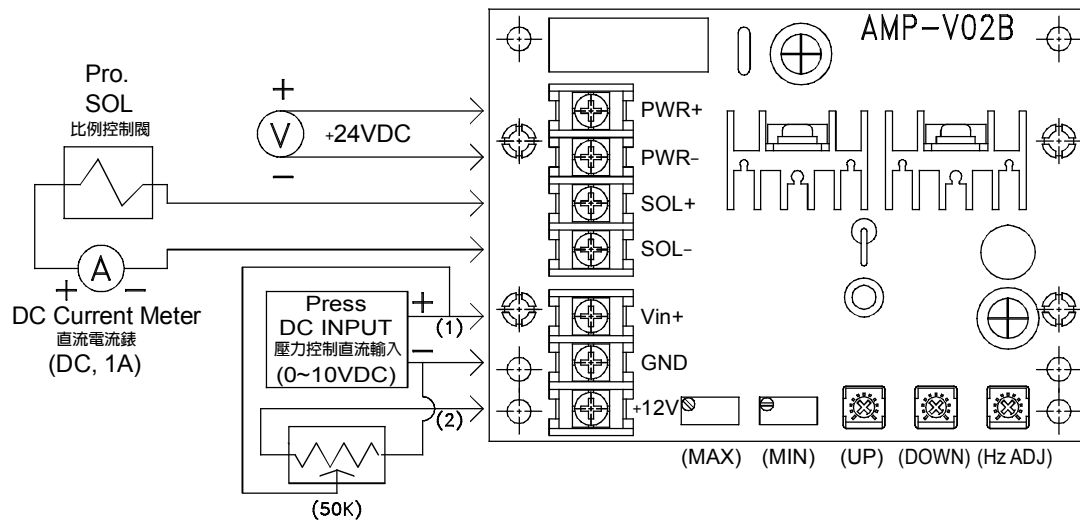 AMP-V02B
Pro.
SOL
比例控制閥
+
V
+24VDC
−
PWR+
PWR−
SOL+
SOL−
A
+ −
DC Current Meter
直流電流錶
(DC, 1A)
Press
DC INPUT
壓力控制直流輸入
(0~10VDC)
+
(1)
−
(2)
(50K)
Vin+
GND
+12V
(MAX) (MIN) (UP) (DOWN) (Hz ADJ)